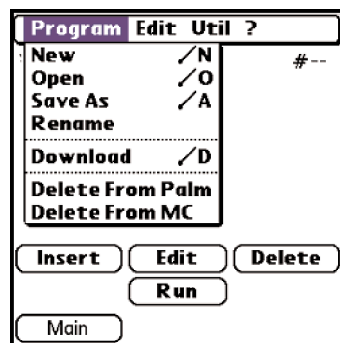 Program Edit Util ?
New /N #--
Open /O
Save As /A
Rename
Download /D
Delete From Palm
Delete From MC
Insert Edit Delete
Run
Main